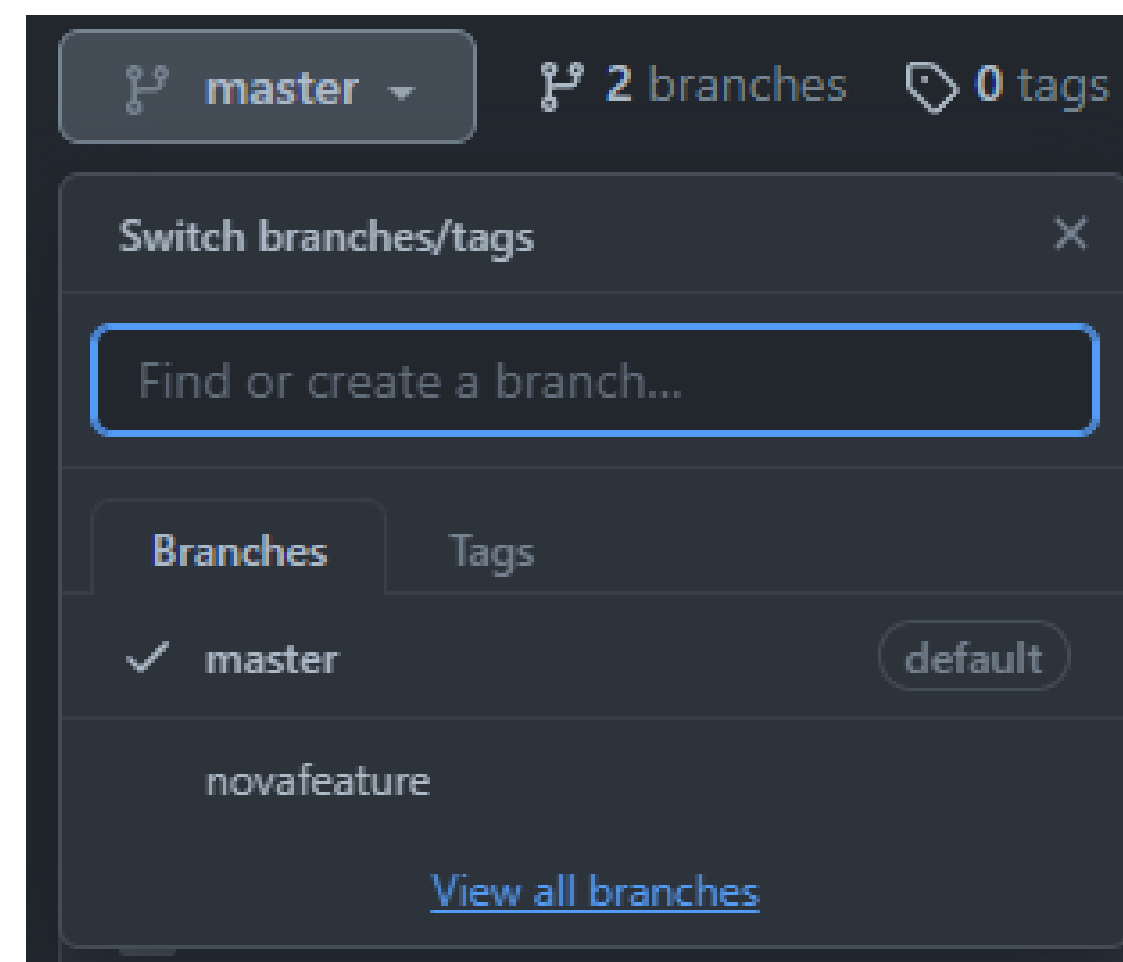 master 2 branches 0 tags
Switch branches/tags
Find or create a branch...
Branches Tags
master default
novafeature
View all branches